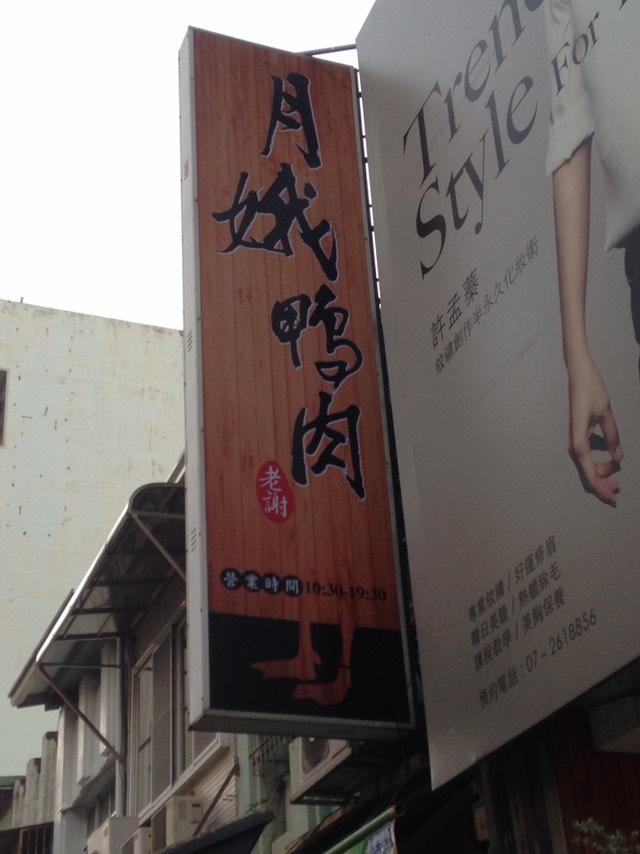 月娥鴨肉
老謝
營業時間 10:30-19:30
Trend
Style For
許孟蓁
紋繡創作半永久化妝術
專業紋繡 / 好運修眉
韓日美睫 / 熱蠟除毛
課程教學 / 美胸保養
預約電話：07-2618856